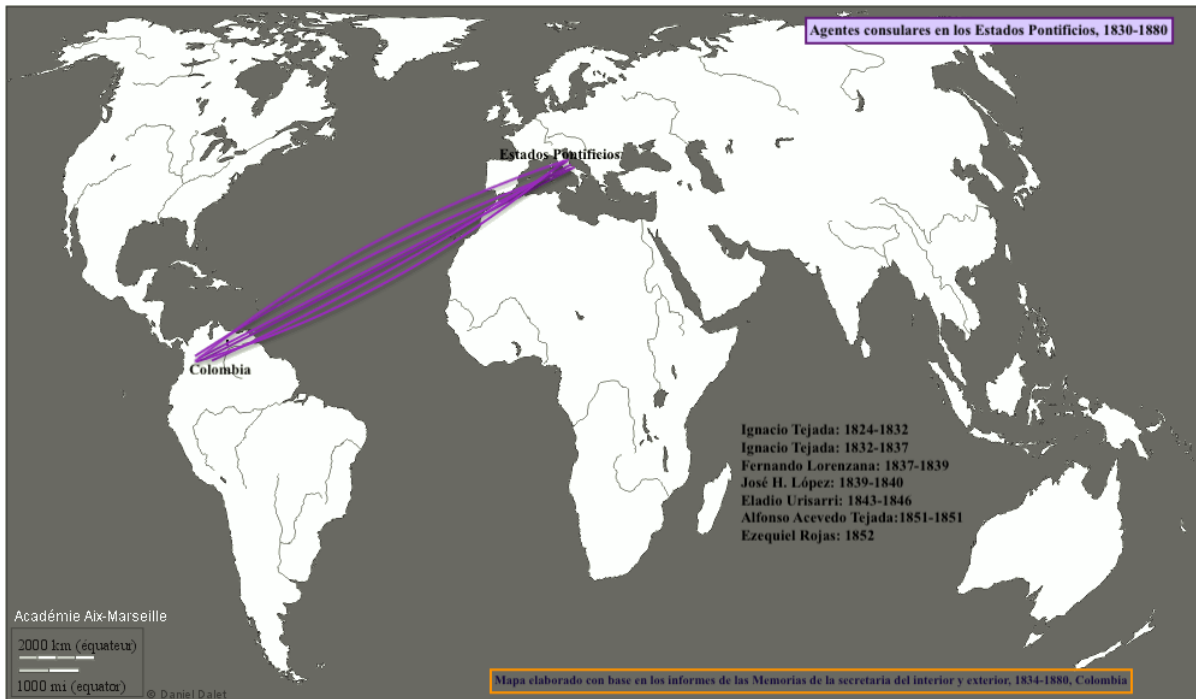 Agentes consulares en los Estados Pontificios, 1830-1880
Estados Pontificios
Colombia
Ignacio Tejada: 1824-1832
Ignacio Tejada: 1832-1837
Fernando Lorenzana: 1837-1839
José H. López: 1839-1840
Eladio Urisarri: 1843-1846
Alfonso Acevedo Tejada:1851-1851
Ezequiel Rojas: 1852
Académie Aix-Marseille
2000 km (équateur)
1000 mi (equator)
© Daniel Dalet
Mapa elaborado con base en los informes de las Memorias de la secretaria del interior y exterior, 1834-1880, Colombia